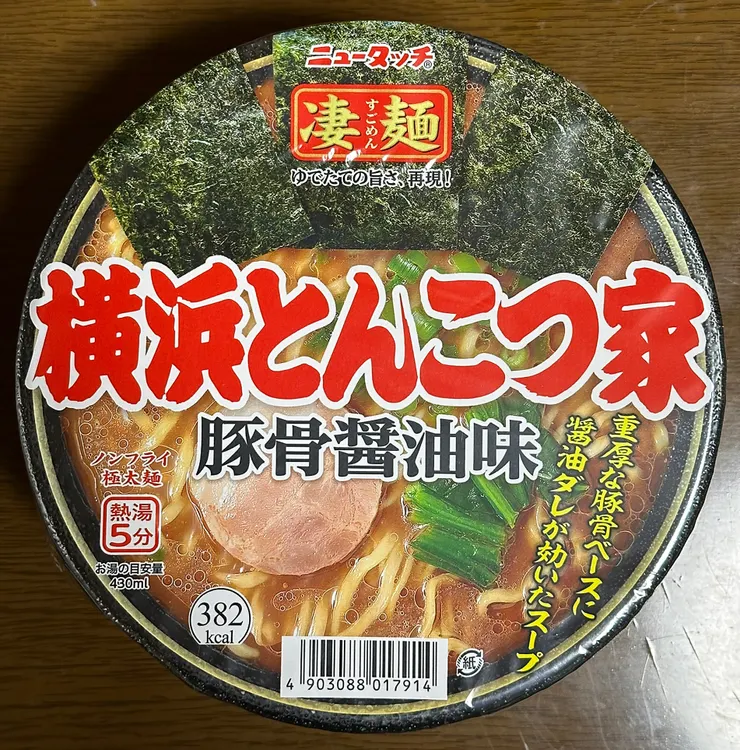 ニュータッチ®
凄麺
すごめん
ゆでたての旨さ、再現!
横浜とんこつ家
豚骨醤油味
重厚な豚骨ベースに
醤油ダレが効いたスープ
ノンフライ
極太麺
熱湯
5分
お湯の目安量
430ml
382
kcal
4 903088 017914
紙